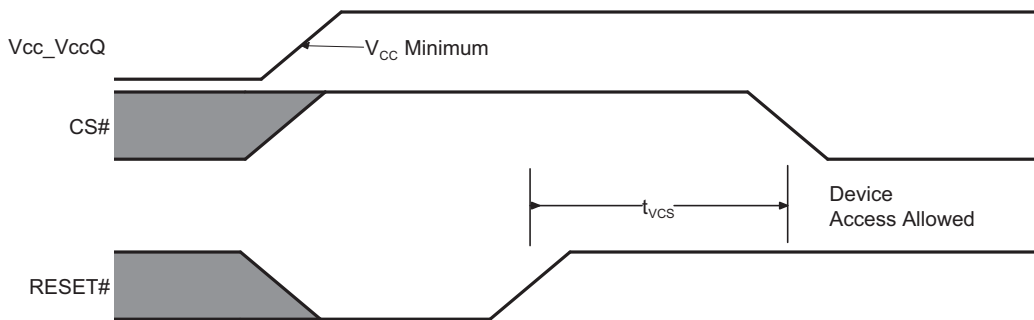 Vcc_VccQ
VCC Minimum
CS#
tVCS
Device
Access Allowed
RESET#